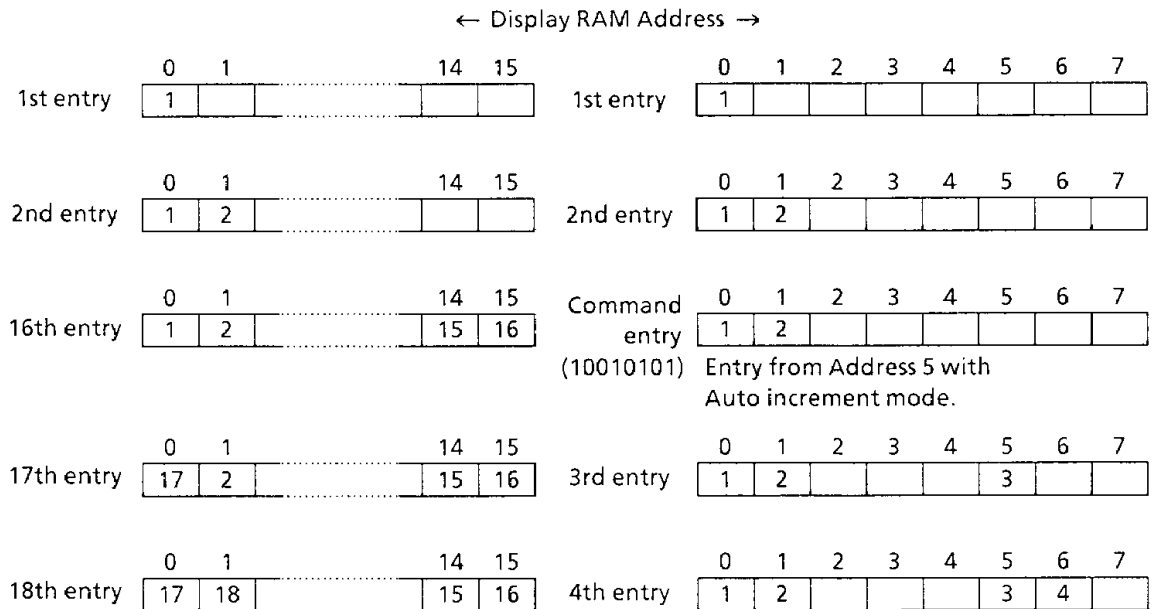 ← Display RAM Address →
0 1 14 15
1st entry 1
0 1 2 3 4 5 6 7
1st entry 1
0 1 14 15
2nd entry 1 2
0 1 2 3 4 5 6 7
2nd entry 1 2
0 1 14 15
16th entry 1 2 15 16
0 1 2 3 4 5 6 7
Command
entry 1 2
(10010101) Entry from Address 5 with
Auto increment mode.
0 1 14 15
17th entry 17 2 15 16
0 1 2 3 4 5 6 7
3rd entry 1 2 3
0 1 14 15
18th entry 17 18 15 16
0 1 2 3 4 5 6 7
4th entry 1 2 3 4